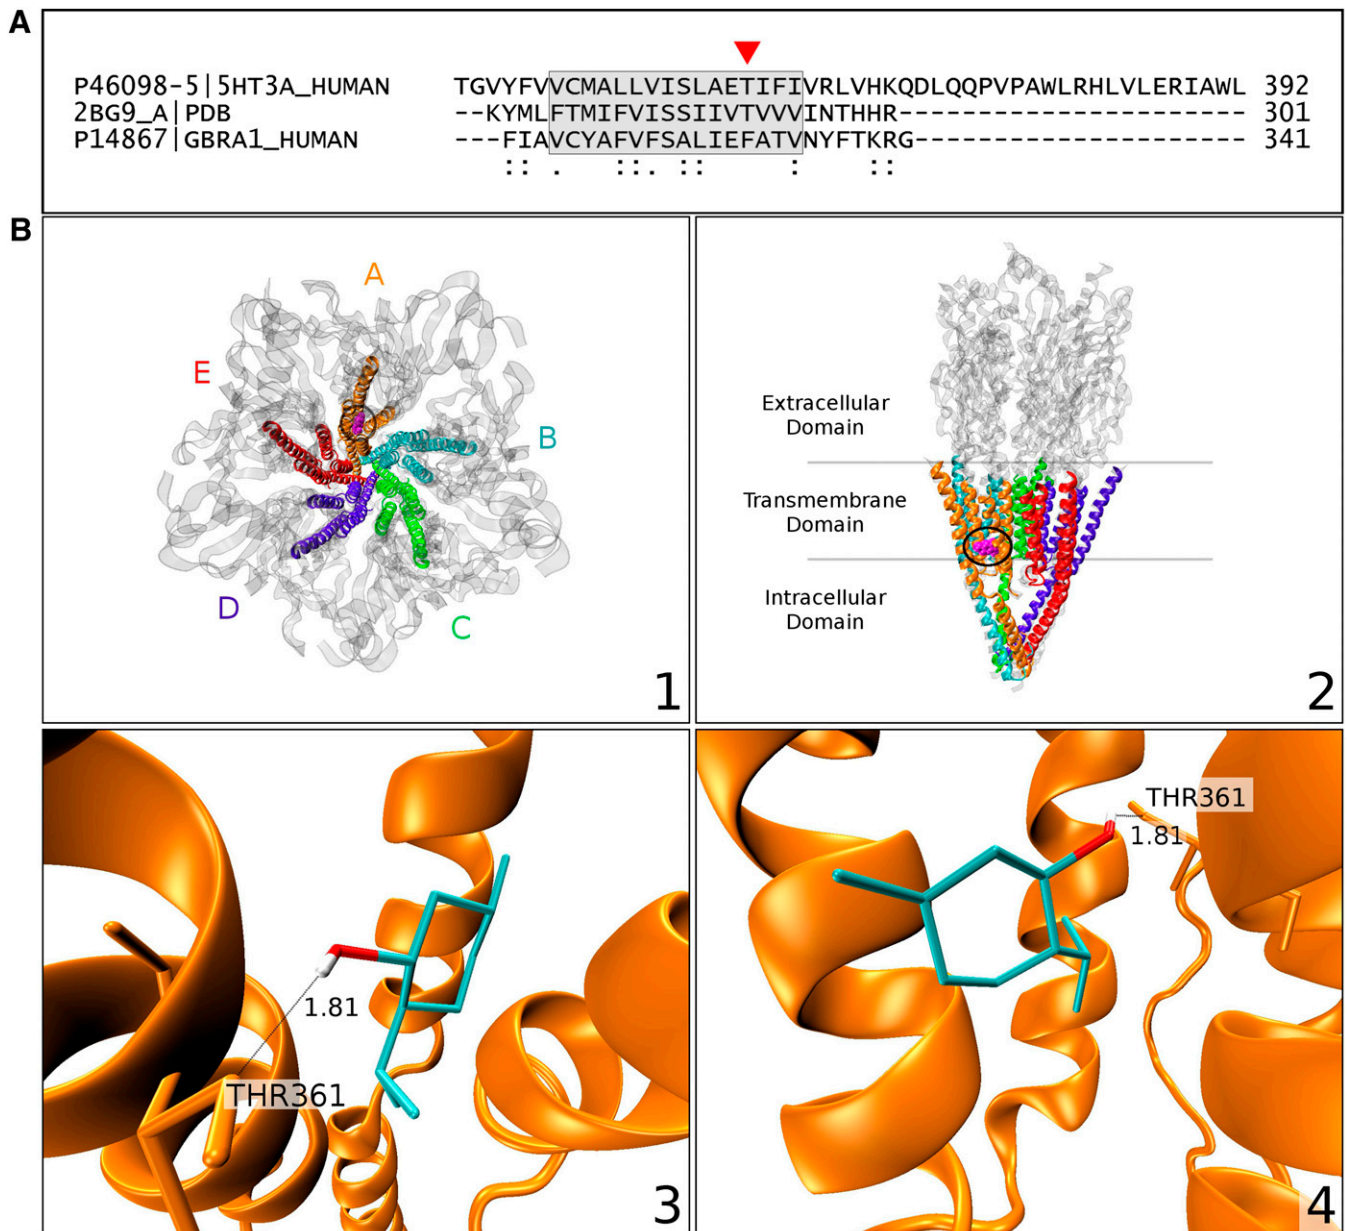 A
P46098-5|5HT3A_HUMAN TGVYFVVCMALLVISLAETIFIVRLVHKQDLQQPVPAWLRHLVLERIAWL 392
2BG9_A|PDB --KYMLFTMIFVISSIIVTVVVINTHHR---------------------- 301
P14867|GBRA1_HUMAN ---FIAVCYAFVFSALIEFATVNYFTKRG--------------------- 341
:: . ::. :: : ::
B
A
E
B
D
C
1
Extracellular
Domain
Transmembrane
Domain
Intracellular
Domain
2
1.81
THR361
3
THR361
1.81
4